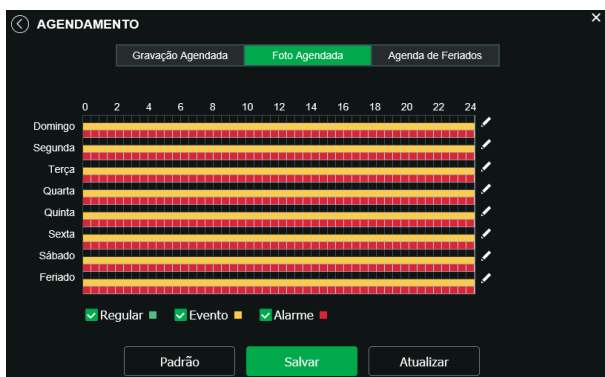 AGENDAMENTO
Gravação Agendada Foto Agendada Agenda de Feriados
0 2 4 6 8 10 12 14 16 18 20 22 24
Domingo
Segunda
Terça
Quarta
Quinta
Sexta
Sábado
Feriado
Regular Evento Alarme
Padrão Salvar Atualizar